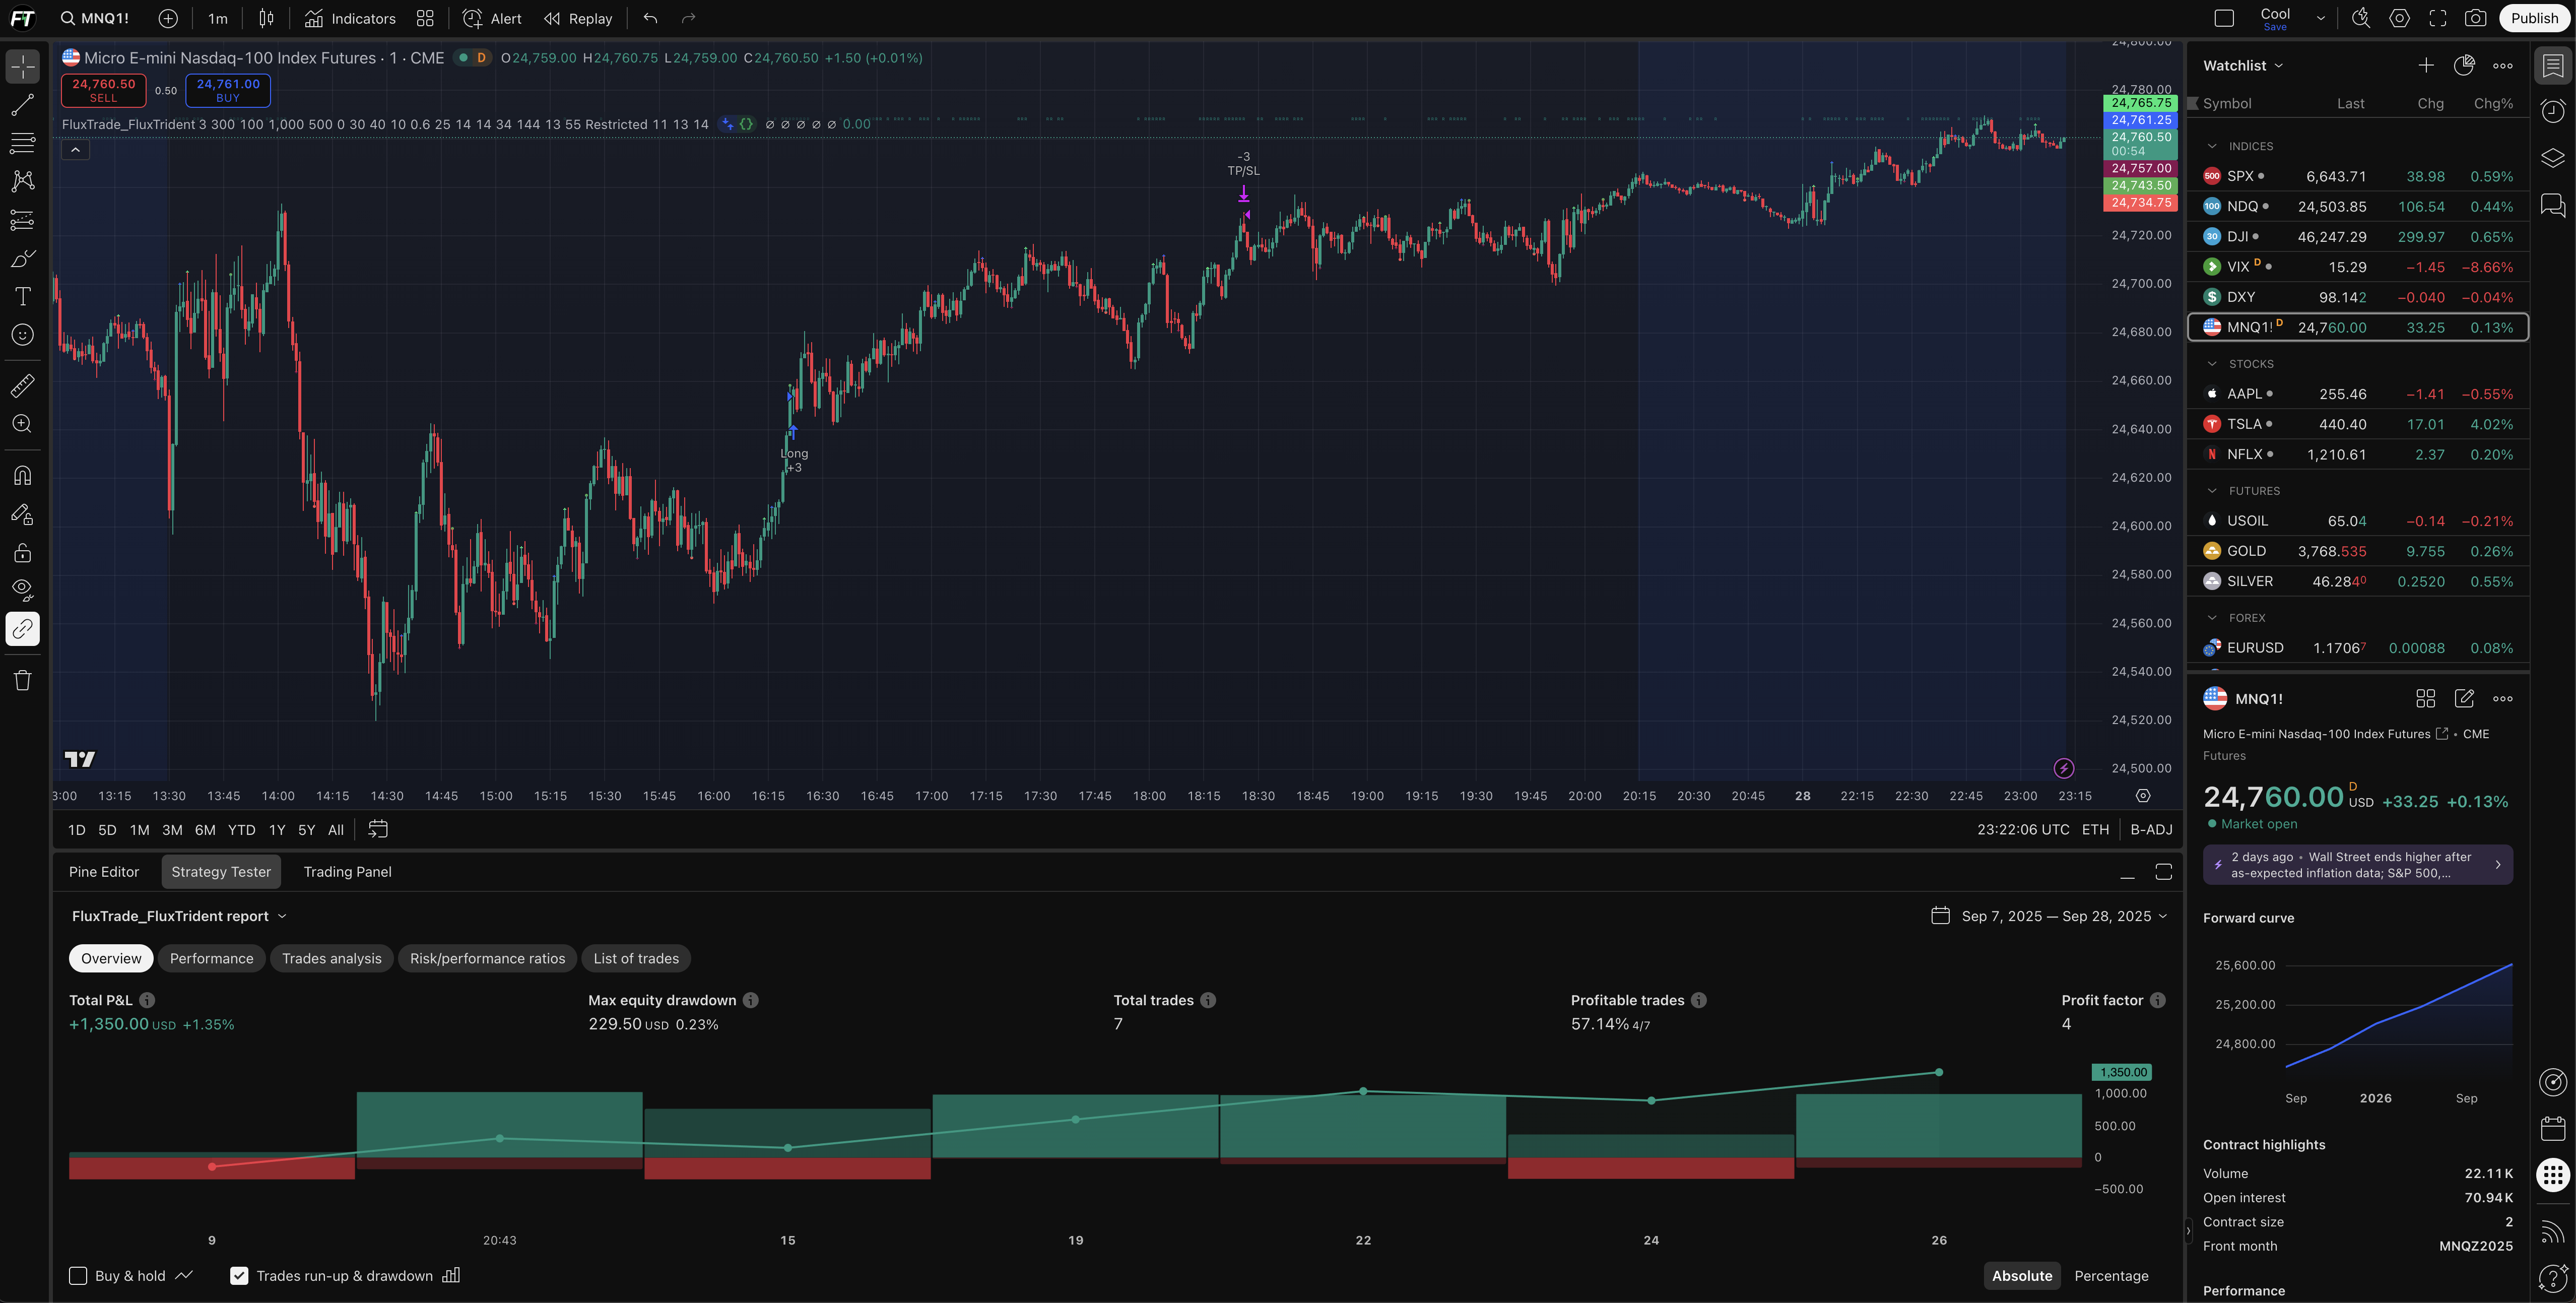 FT MNQ1! 1m Indicators Alert Replay Cool Save Publish
Micro E-mini Nasdaq-100 Index Futures · 1 · CME D O24,759.00 H24,760.75 L24,759.00 C24,760.50 +1.50 (+0.01%)
24,760.50 SELL 0.50 24,761.00 BUY
FluxTrade_FluxTrident 3 300 100 1,000 500 0 30 40 10 0.6 25 14 14 34 144 13 55 Restricted 11 13 14 ∅ ∅ ∅ ∅ ∅ 0.00
-3
TP/SL
Long
+3
24,800.00
24,780.00
24,765.75
24,761.25
24,760.50
00:54
24,757.00
24,743.50
24,734.75
24,720.00
24,700.00
24,680.00
24,660.00
24,640.00
24,620.00
24,600.00
24,580.00
24,560.00
24,540.00
24,520.00
24,500.00
3:00 13:15 13:30 13:45 14:00 14:15 14:30 14:45 15:00 15:15 15:30 15:45 16:00 16:15 16:30 16:45 17:00 17:15 17:30 17:45 18:00 18:15 18:30 18:45 19:00 19:15 19:30 19:45 20:00 20:15 20:30 20:45 28 22:15 22:30 22:45 23:00 23:15
1D 5D 1M 3M 6M YTD 1Y 5Y All 23:22:06 UTC ETH B-ADJ
Pine Editor Strategy Tester Trading Panel
FluxTrade_FluxTrident report Sep 7, 2025 — Sep 28, 2025
Overview Performance Trades analysis Risk/performance ratios List of trades
Total P&L Max equity drawdown Total trades Profitable trades Profit factor
+1,350.00 USD +1.35% 229.50 USD 0.23% 7 57.14% 4/7 4
1,350.00
1,000.00
500.00
0
−500.00
9 20:43 15 19 22 24 26
Buy & hold Trades run-up & drawdown Absolute Percentage
Watchlist
Symbol Last Chg Chg%
INDICES
500 SPX 6,643.71 38.98 0.59%
100 NDQ 24,503.85 106.54 0.44%
30 DJI 46,247.29 299.97 0.65%
VIX D 15.29 −1.45 −8.66%
DXY 98.142 −0.040 −0.04%
MNQ1! D 24,760.00 33.25 0.13%
STOCKS
AAPL 255.46 −1.41 −0.55%
TSLA 440.40 17.01 4.02%
NFLX 1,210.61 2.37 0.20%
FUTURES
USOIL 65.04 −0.14 −0.21%
GOLD 3,768.535 9.755 0.26%
SILVER 46.2840 0.2520 0.55%
FOREX
EURUSD 1.17067 0.00088 0.08%
MNQ1!
Micro E-mini Nasdaq-100 Index Futures • CME
Futures
24,760.00 D USD +33.25 +0.13%
Market open
2 days ago • Wall Street ends higher after
as-expected inflation data; S&P 500,...
Forward curve
25,600.00
25,200.00
24,800.00
Sep 2026 Sep
Contract highlights
Volume 22.11 K
Open interest 70.94 K
Contract size 2
Front month MNQZ2025
Performance